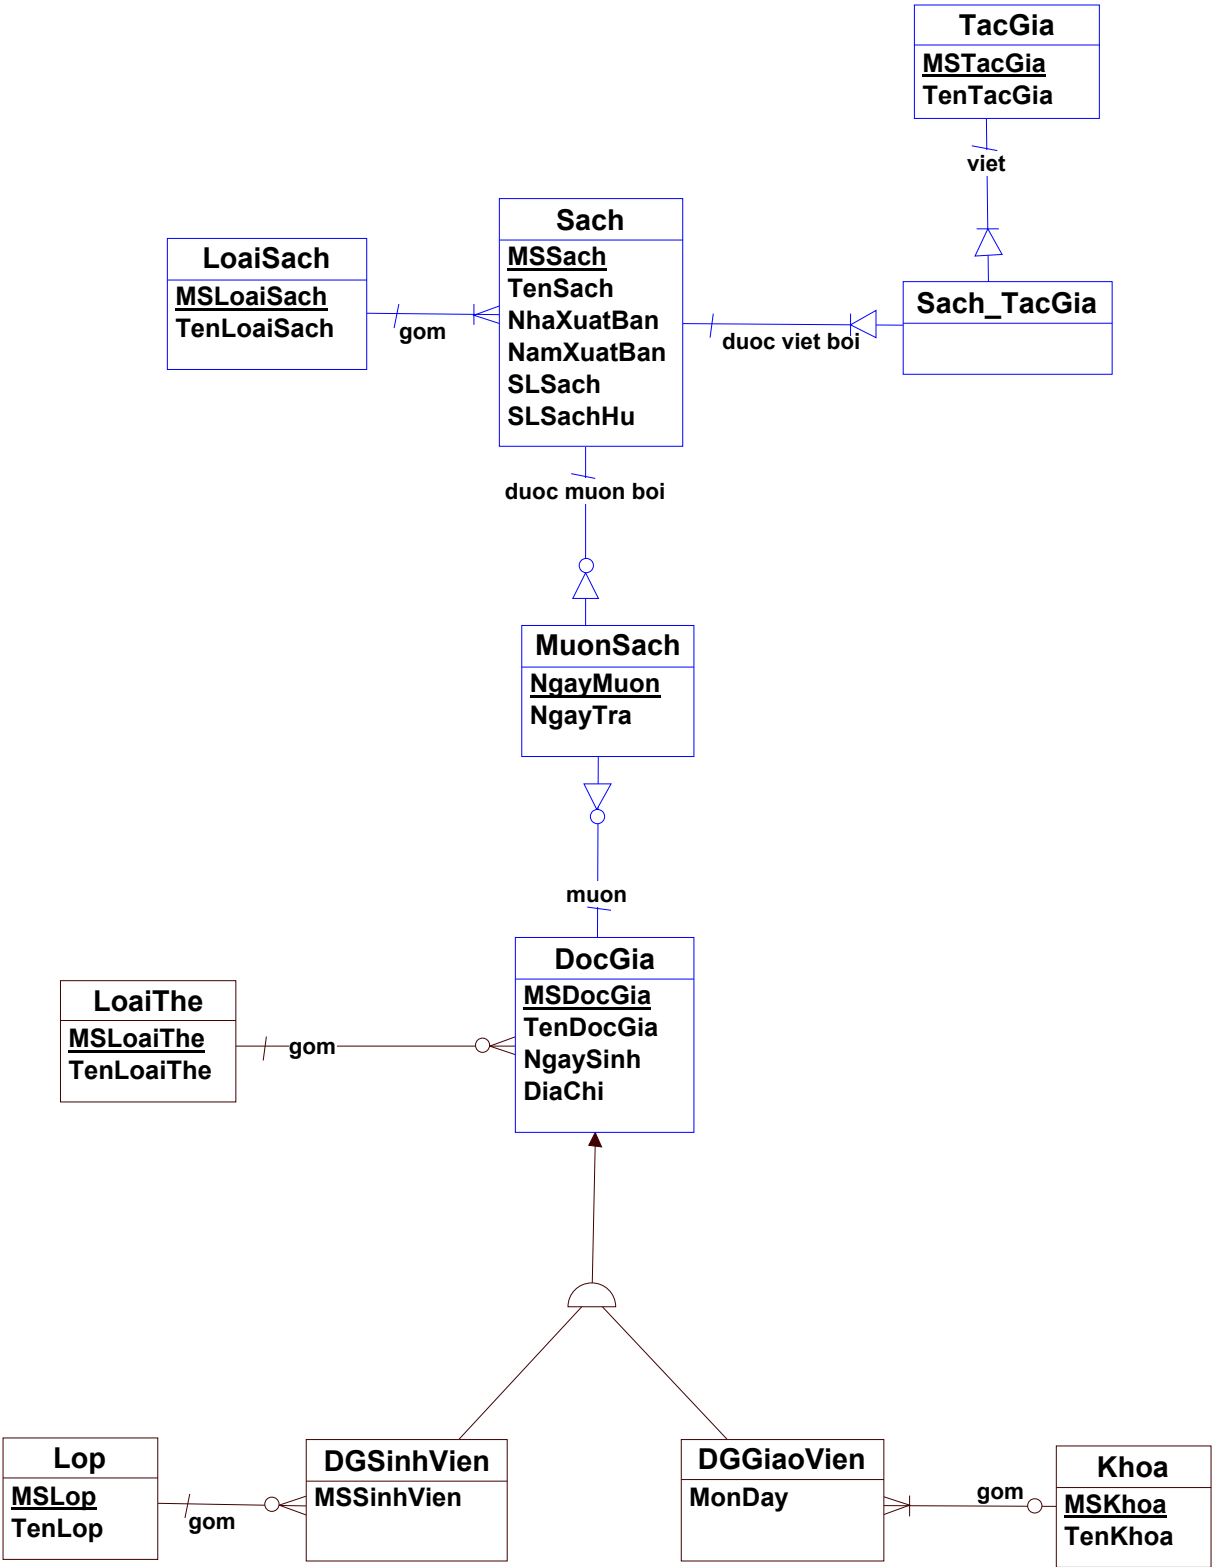 TacGia
MSTacGia
TenTacGia
viet
Sach
MSSach
TenSach
NhaXuatBan
NamXuatBan
SLSach
SLSachHu
LoaiSach
MSLoaiSach
TenLoaiSach
gom
duoc viet boi
Sach_TacGia
duoc muon boi
MuonSach
NgayMuon
NgayTra
muon
DocGia
MSDocGia
TenDocGia
NgaySinh
DiaChi
LoaiThe
MSLoaiThe
TenLoaiThe
gom
Lop
MSLop
TenLop
gom
DGSinhVien
MSSinhVien
DGGiaoVien
MonDay
gom
Khoa
MSKhoa
TenKhoa